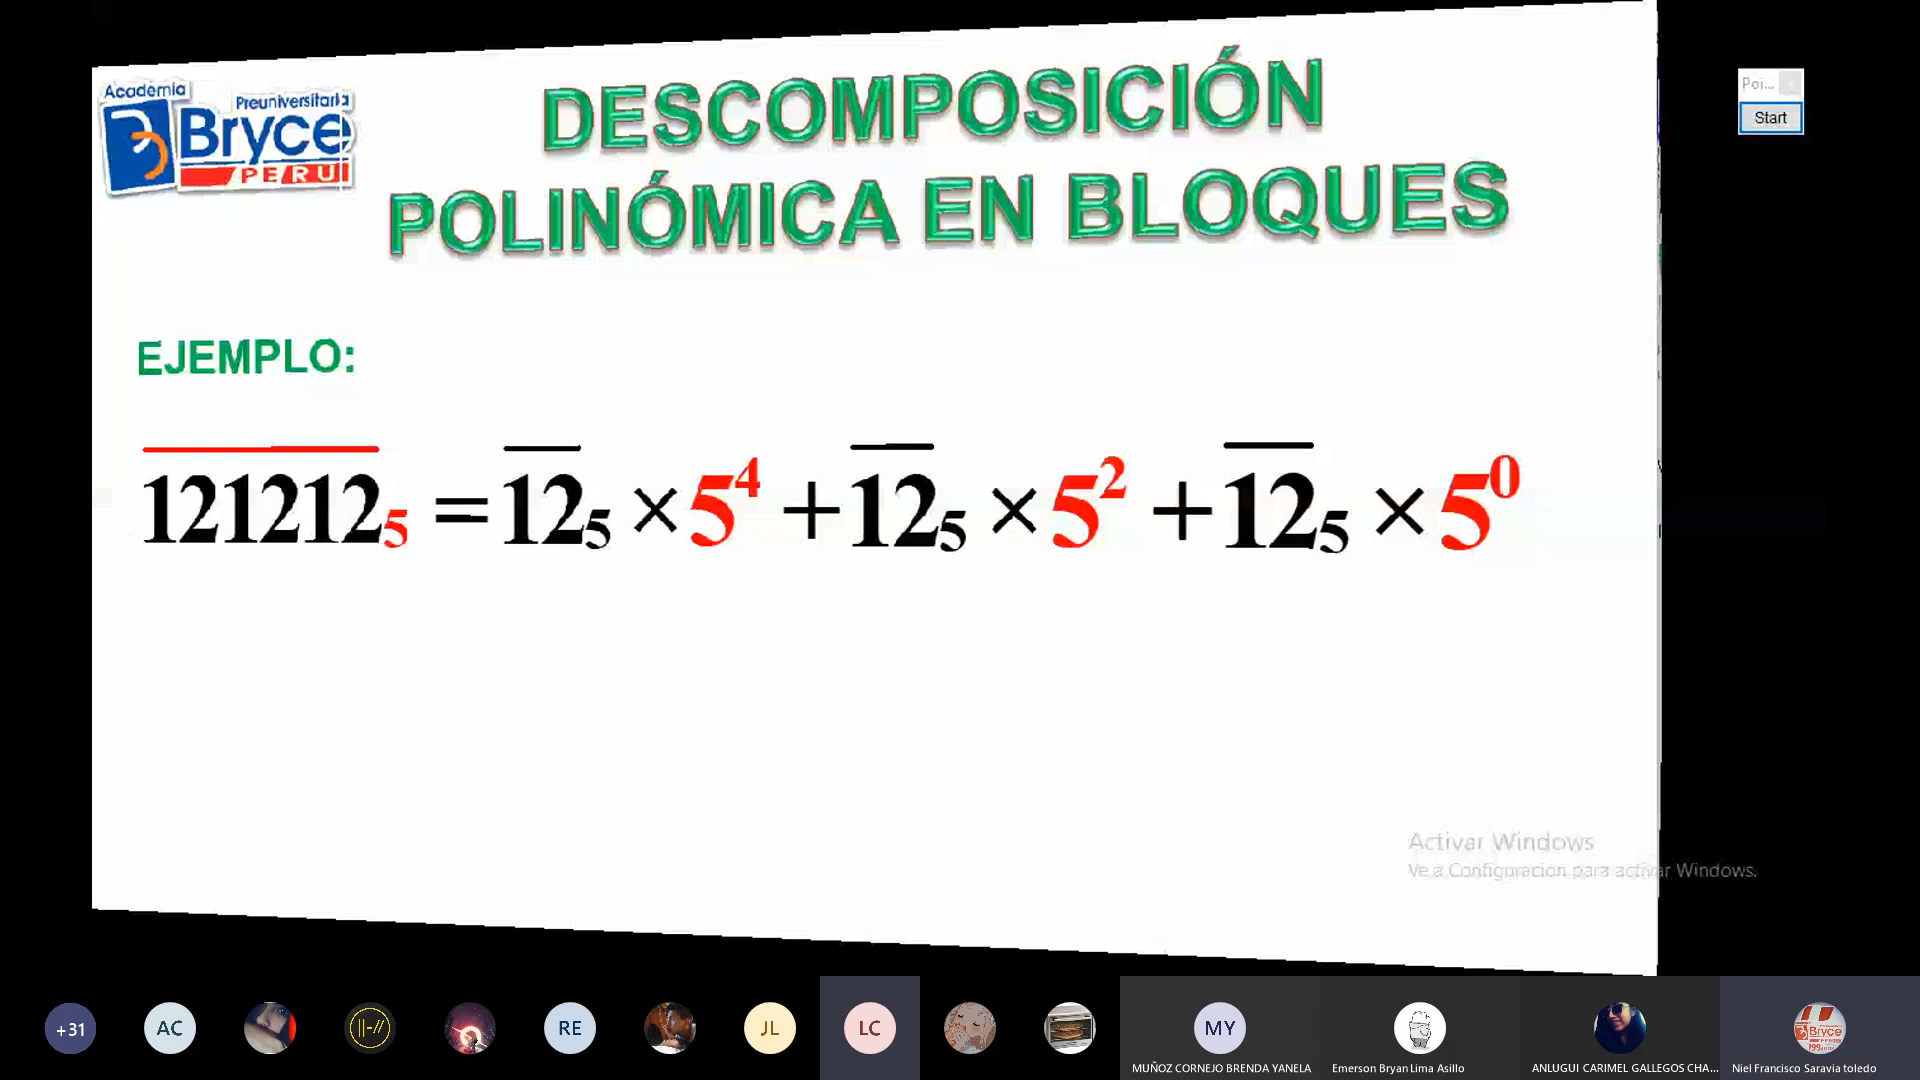 Academia
Preuniversitaria
Bryce
PERU
DESCOMPOSICIÓN
POLINÓMICA EN BLOQUES
Poi...
Start
EJEMPLO:
121212₅ = 12₅ × 5⁴ + 12₅ × 5² + 12₅ × 5⁰
Activar Windows
Ve a Configuración para activar Windows.
+31
AC
RE
JL
LC
MY
MUÑOZ CORNEJO BRENDA YANELA
Emerson Bryan Lima Asillo
ANLUGUI CARIMEL GALLEGOS CHA...
Bryce
Niel Francisco Saravia toledo